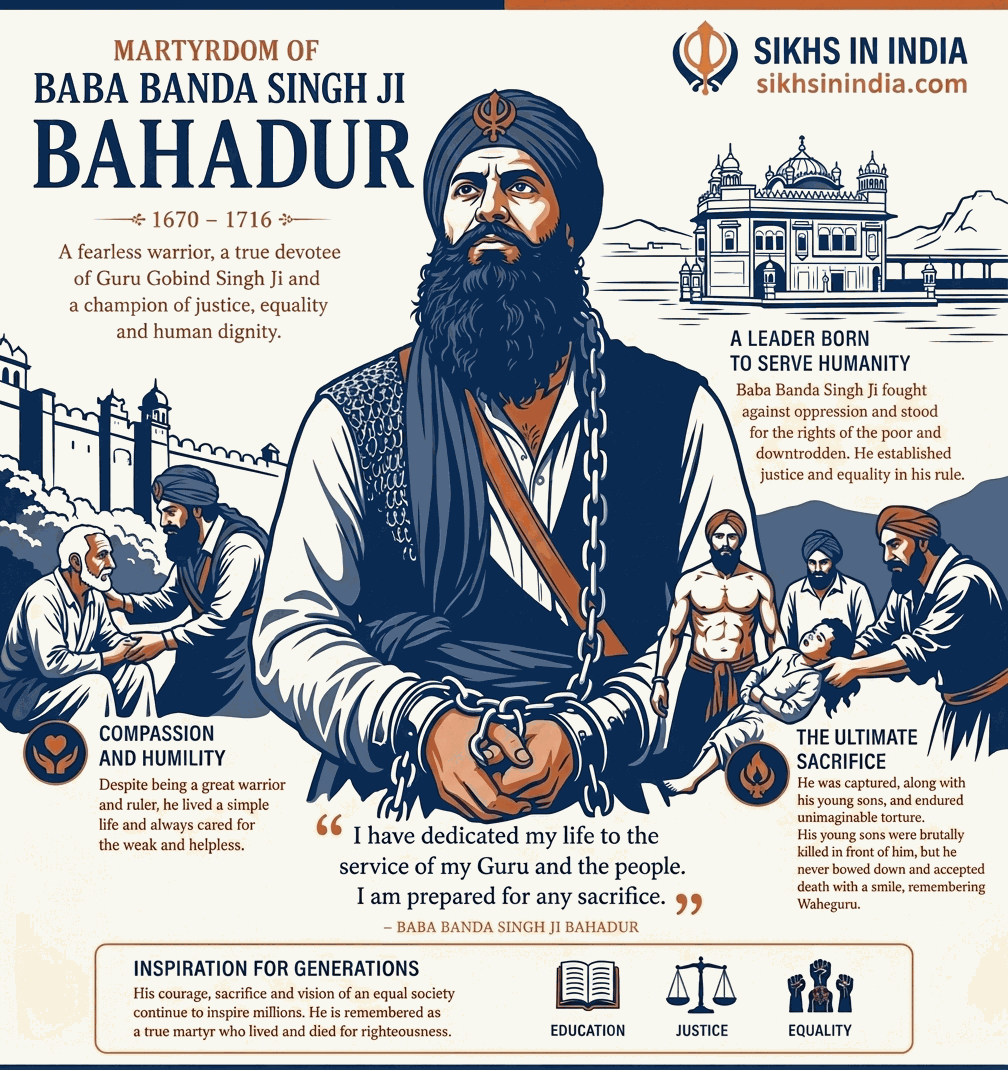 MARTYRDOM OF
BABA BANDA SINGH JI
BAHADUR
1670 – 1716
A fearless warrior, a true devotee
of Guru Gobind Singh Ji and
a champion of justice, equality
and human dignity.
SIKHS IN INDIA
sikhsinindia.com
A LEADER BORN
TO SERVE HUMANITY
Baba Banda Singh Ji fought
against oppression and stood
for the rights of the poor and
downtrodden. He established
justice and equality in his rule.
COMPASSION
AND HUMILITY
Despite being a great warrior
and ruler, he lived a simple
life and always cared for
the weak and helpless.
THE ULTIMATE
SACRIFICE
He was captured, along with
his young sons, and endured
unimaginable torture.
His young sons were brutally
killed in front of him, but he
never bowed down and accepted
death with a smile, remembering
Waheguru.
“ I have dedicated my life to the
service of my Guru and the people.
I am prepared for any sacrifice. ”
– BABA BANDA SINGH JI BAHADUR
INSPIRATION FOR GENERATIONS
His courage, sacrifice and vision of an equal society
continue to inspire millions. He is remembered as
a true martyr who lived and died for righteousness.
EDUCATION
JUSTICE
EQUALITY